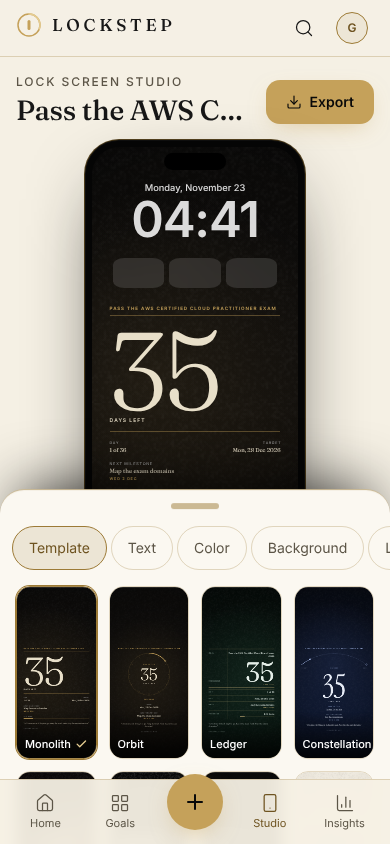 LOCKSTEP
G
LOCK SCREEN STUDIO
Pass the AWS C...
Export
Monday, November 23
04:41
PASS THE AWS CERTIFIED CLOUD PRACTITIONER EXAM
35
DAYS LEFT
DAY
TARGET
1 of 36
Mon, 28 Dec 2026
NEXT MILESTONE
Map the exam domains
WED 2 DEC
Template
Text
Color
Background
L
35
35
35
35
Monolith
Orbit
Ledger
Constellation
Home
Goals
Studio
Insights